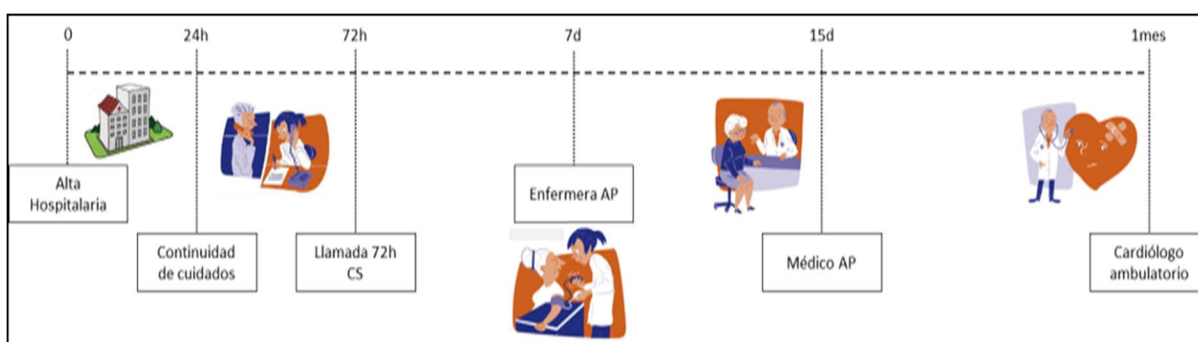 0 24h 72h 7d 15d 1mes
Alta
Hospitalaria
Continuidad
de cuidados
Llamada 72h
CS
Enfermera AP
Médico AP
Cardiólogo
ambulatorio